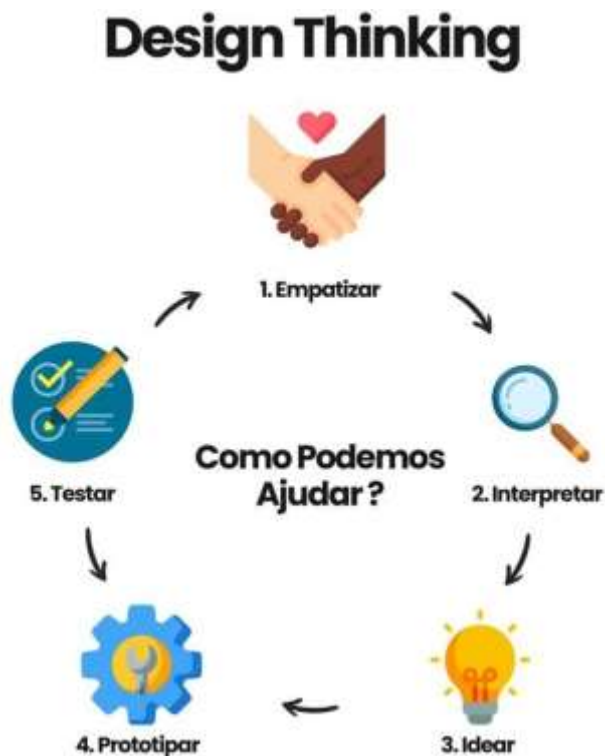 Design Thinking
1. Empatizar
2. Interpretar
3. Idear
4. Prototipar
5. Testar
Como Podemos
Ajudar?